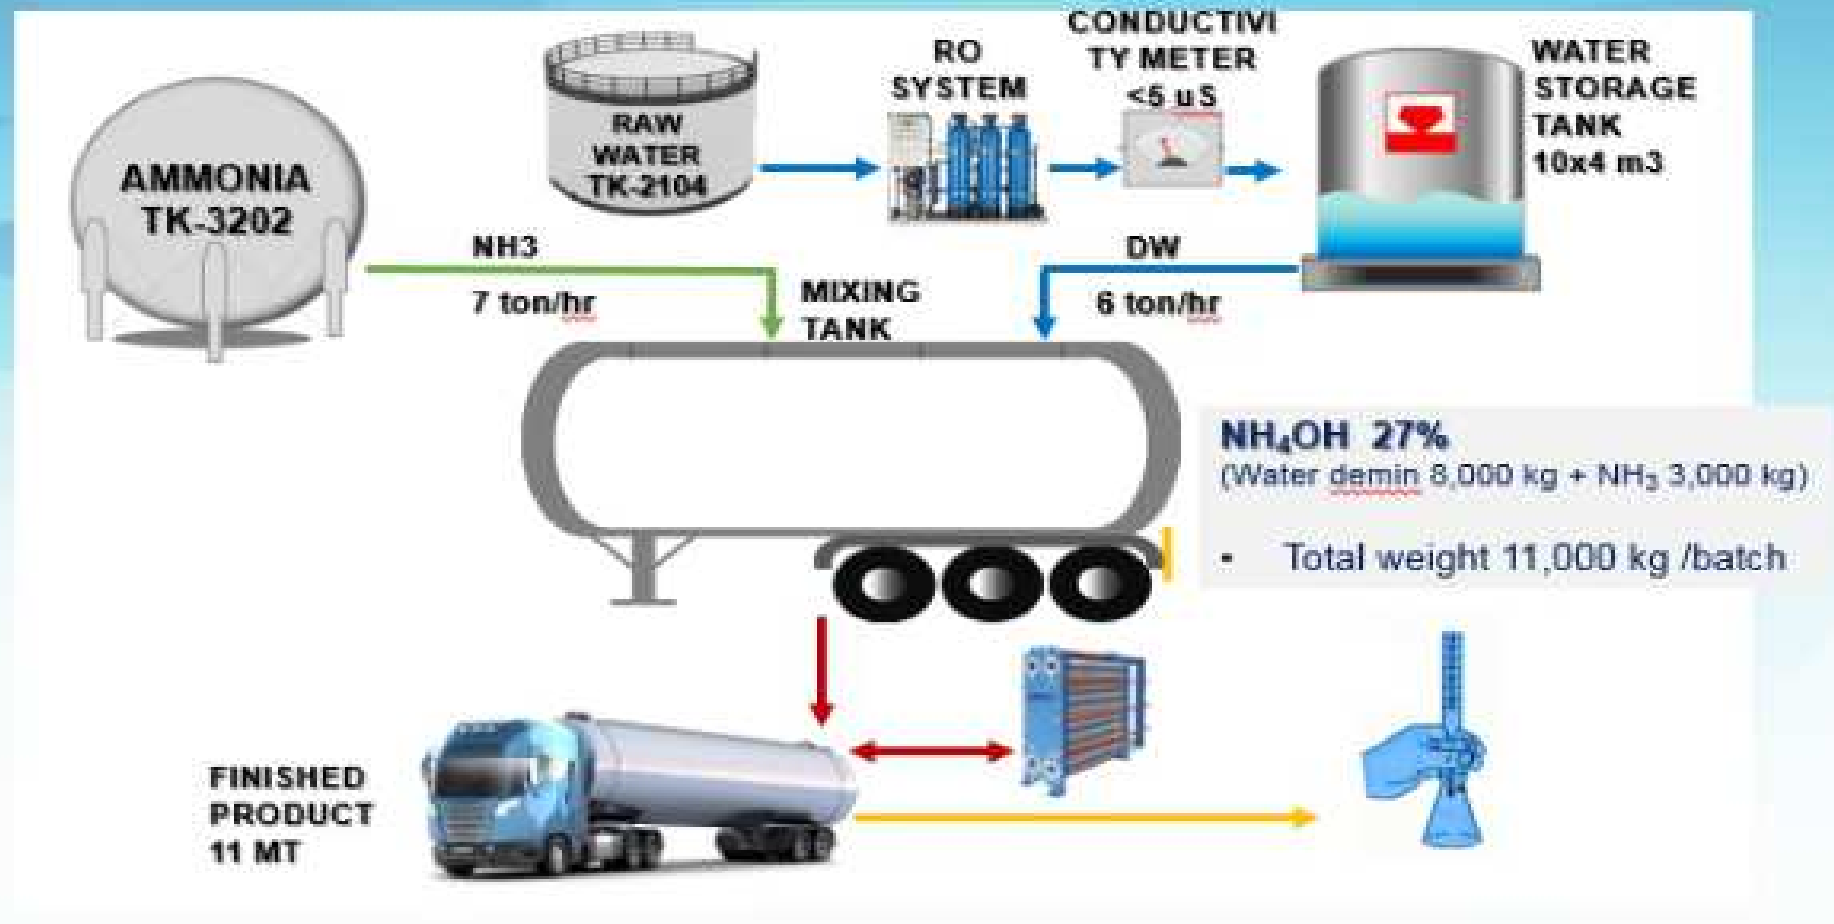 AMMONIA
TK-3202
RAW
WATER
TK-2104
RO
SYSTEM
CONDUCTIVI
TY METER
<5 uS
WATER
STORAGE
TANK
10x4 m3
NH3
7 ton/hr
MIXING
TANK
DW
6 ton/hr
NH₄OH 27%
(Water demin 8,000 kg + NH₃ 3,000 kg)
• Total weight 11,000 kg /batch
FINISHED
PRODUCT
11 MT